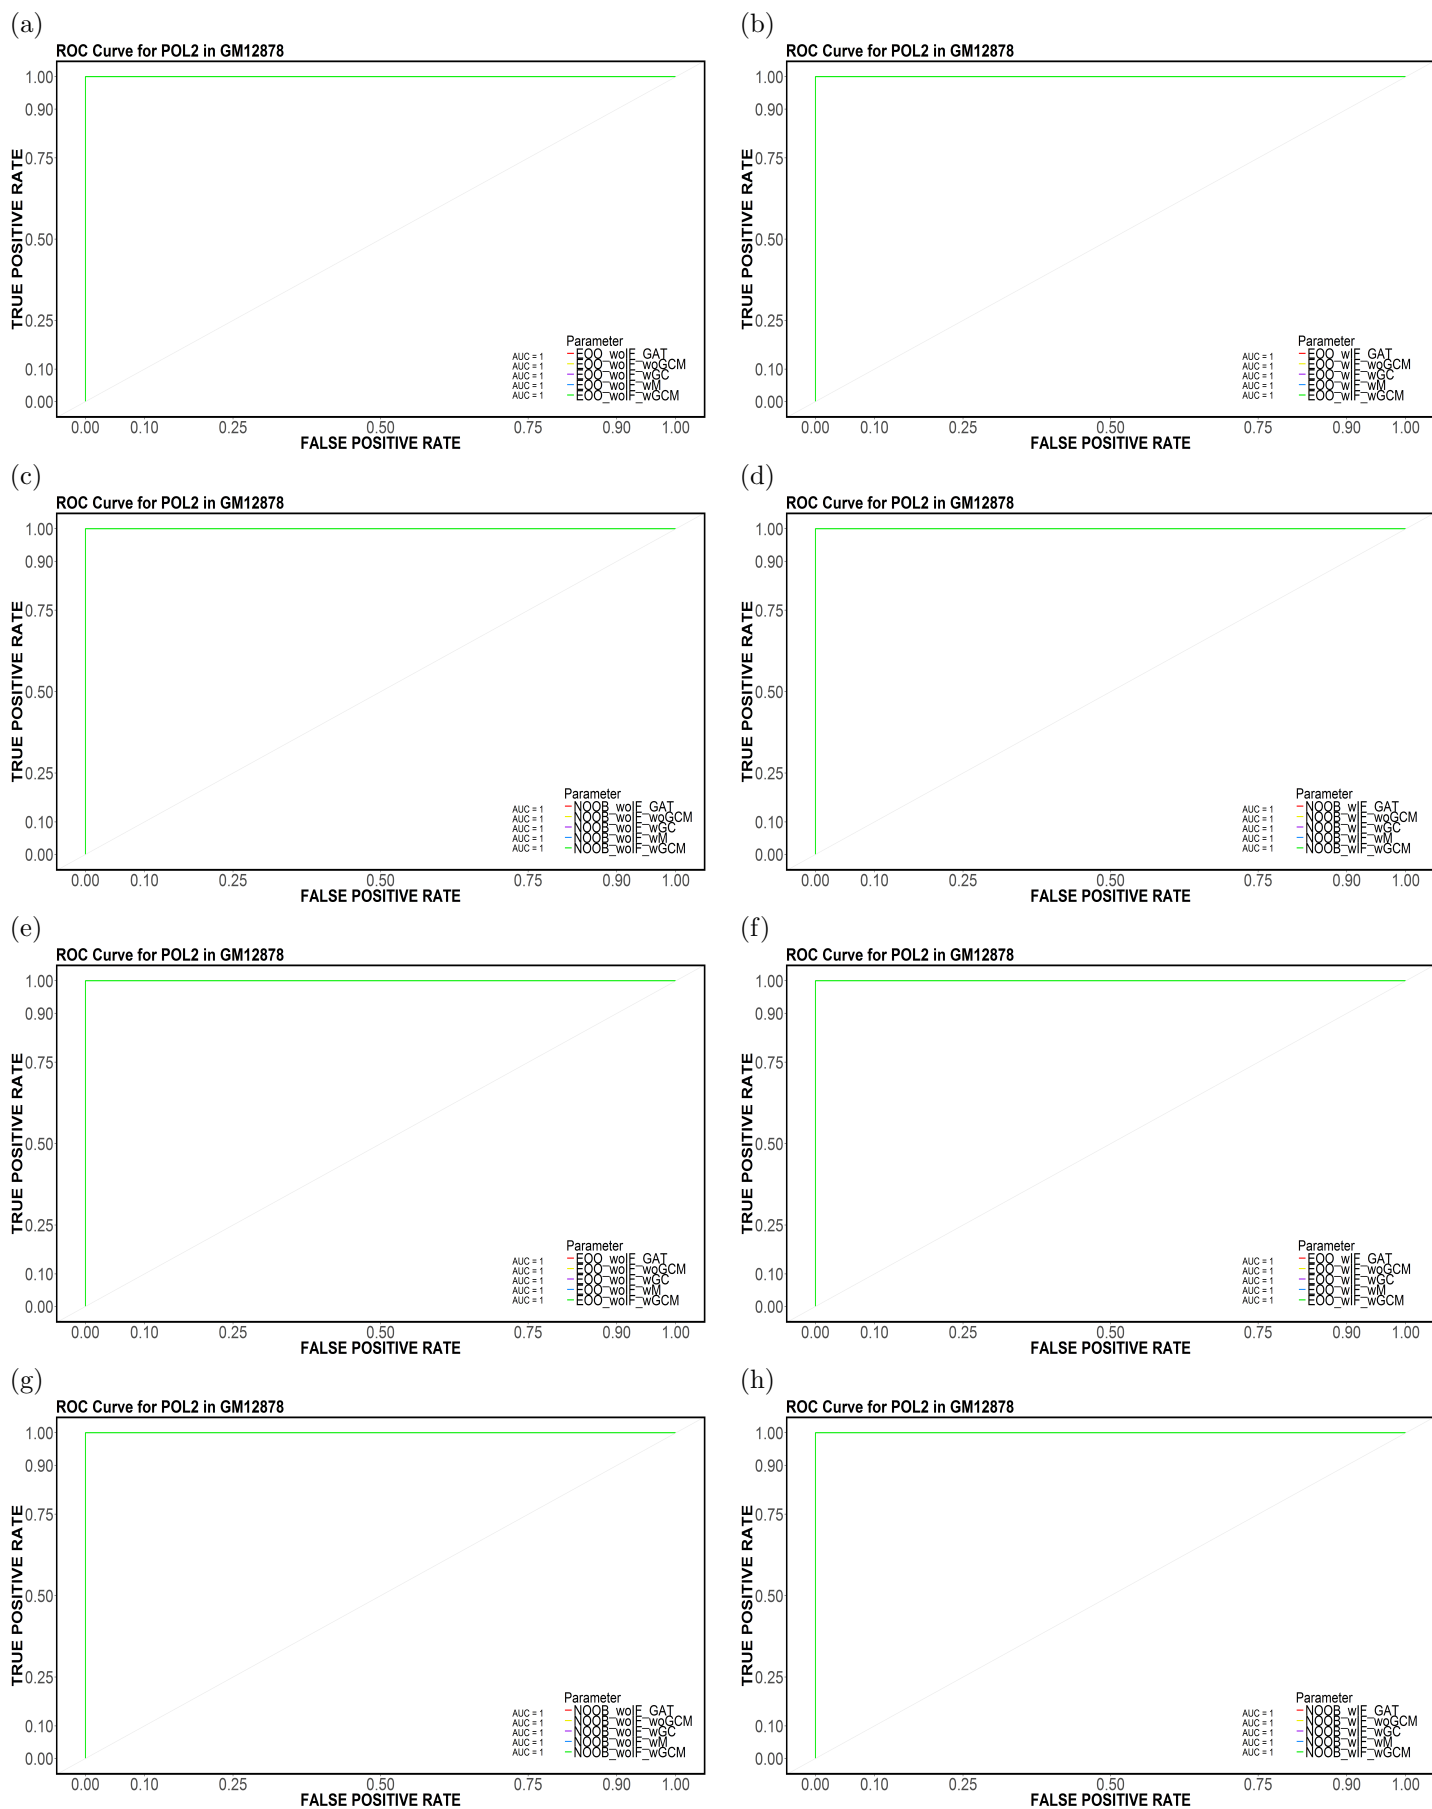 (a)
ROC Curve for POL2 in GM12878
TRUE POSITIVE RATE
1.00
0.90
0.75
0.50
0.25
0.10
0.00
Parameter
AUC = 1 EOO_woIF_GAT
AUC = 1 EOO_woIF_woGCM
AUC = 1 EOO_woIF_wGC
AUC = 1 EOO_woIF_wM
AUC = 1 EOO_woIF_wGCM
0.00 0.10 0.25 0.50 0.75 0.90 1.00
FALSE POSITIVE RATE
(b)
ROC Curve for POL2 in GM12878
TRUE POSITIVE RATE
1.00
0.90
0.75
0.50
0.25
0.10
0.00
Parameter
AUC = 1 EOO_wIF_GAT
AUC = 1 EOO_wIF_woGCM
AUC = 1 EOO_wIF_wGC
AUC = 1 EOO_wIF_wM
AUC = 1 EOO_wIF_wGCM
0.00 0.10 0.25 0.50 0.75 0.90 1.00
FALSE POSITIVE RATE
(c)
ROC Curve for POL2 in GM12878
TRUE POSITIVE RATE
1.00
0.90
0.75
0.50
0.25
0.10
0.00
Parameter
AUC = 1 NOOB_woIF_GAT
AUC = 1 NOOB_woIF_woGCM
AUC = 1 NOOB_woIF_wGC
AUC = 1 NOOB_woIF_wM
AUC = 1 NOOB_woIF_wGCM
0.00 0.10 0.25 0.50 0.75 0.90 1.00
FALSE POSITIVE RATE
(d)
ROC Curve for POL2 in GM12878
TRUE POSITIVE RATE
1.00
0.90
0.75
0.50
0.25
0.10
0.00
Parameter
AUC = 1 NOOB_wIF_GAT
AUC = 1 NOOB_wIF_woGCM
AUC = 1 NOOB_wIF_wGC
AUC = 1 NOOB_wIF_wM
AUC = 1 NOOB_wIF_wGCM
0.00 0.10 0.25 0.50 0.75 0.90 1.00
FALSE POSITIVE RATE
(e)
ROC Curve for POL2 in GM12878
TRUE POSITIVE RATE
1.00
0.90
0.75
0.50
0.25
0.10
0.00
Parameter
AUC = 1 EOO_woIF_GAT
AUC = 1 EOO_woIF_woGCM
AUC = 1 EOO_woIF_wGC
AUC = 1 EOO_woIF_wM
AUC = 1 EOO_woIF_wGCM
0.00 0.10 0.25 0.50 0.75 0.90 1.00
FALSE POSITIVE RATE
(f)
ROC Curve for POL2 in GM12878
TRUE POSITIVE RATE
1.00
0.90
0.75
0.50
0.25
0.10
0.00
Parameter
AUC = 1 EOO_wIF_GAT
AUC = 1 EOO_wIF_woGCM
AUC = 1 EOO_wIF_wGC
AUC = 1 EOO_wIF_wM
AUC = 1 EOO_wIF_wGCM
0.00 0.10 0.25 0.50 0.75 0.90 1.00
FALSE POSITIVE RATE
(g)
ROC Curve for POL2 in GM12878
TRUE POSITIVE RATE
1.00
0.90
0.75
0.50
0.25
0.10
0.00
Parameter
AUC = 1 NOOB_woIF_GAT
AUC = 1 NOOB_woIF_woGCM
AUC = 1 NOOB_woIF_wGC
AUC = 1 NOOB_woIF_wM
AUC = 1 NOOB_woIF_wGCM
0.00 0.10 0.25 0.50 0.75 0.90 1.00
FALSE POSITIVE RATE
(h)
ROC Curve for POL2 in GM12878
TRUE POSITIVE RATE
1.00
0.90
0.75
0.50
0.25
0.10
0.00
Parameter
AUC = 1 NOOB_wIF_GAT
AUC = 1 NOOB_wIF_woGCM
AUC = 1 NOOB_wIF_wGC
AUC = 1 NOOB_wIF_wM
AUC = 1 NOOB_wIF_wGCM
0.00 0.10 0.25 0.50 0.75 0.90 1.00
FALSE POSITIVE RATE